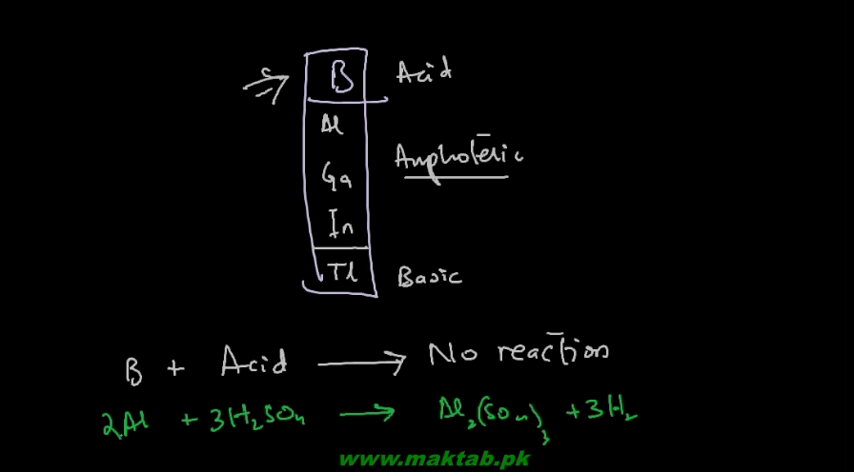 B Acid
Al
Amphoteric
Ga
In
Tl Basic
B + Acid → No reaction
2Al + 3H₂SO₄ → Al₂(SO₄)₃ + 3H₂
www.maktab.pk